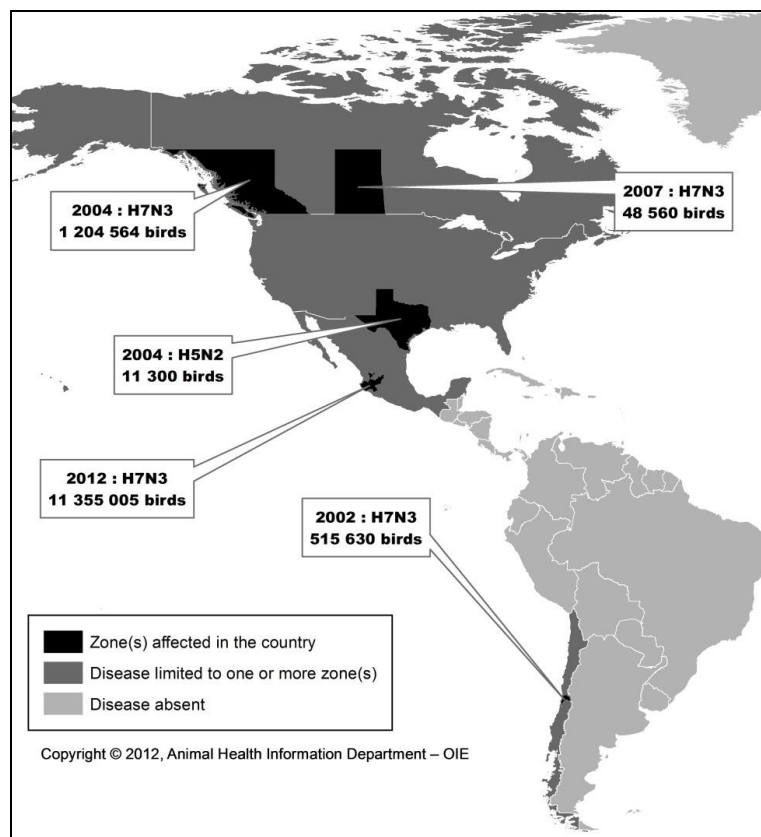 2004 : H7N3
1 204 564 birds
2007 : H7N3
48 560 birds
2004 : H5N2
11 300 birds
2012 : H7N3
11 355 005 birds
2002 : H7N3
515 630 birds
Zone(s) affected in the country
Disease limited to one or more zone(s)
Disease absent
Copyright © 2012, Animal Health Information Department – OIE